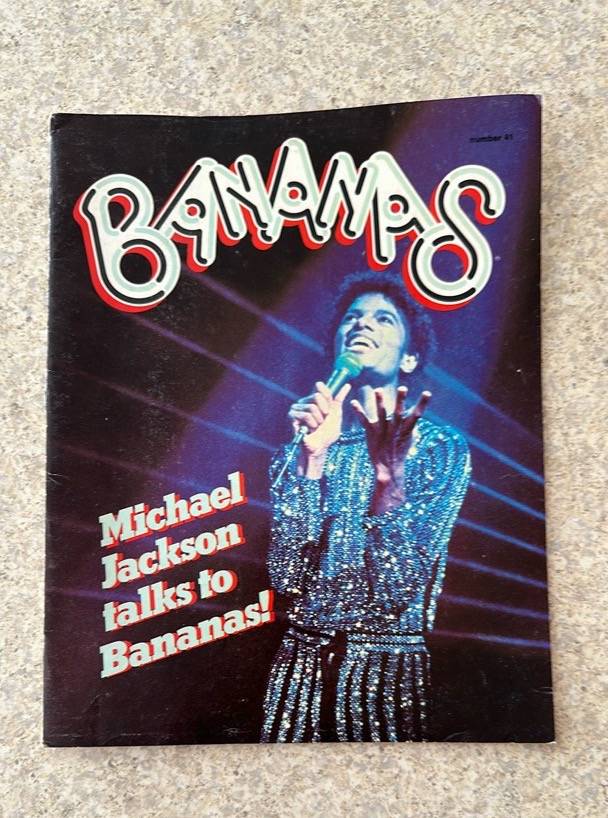 number 41
BANANAS
Michael
Jackson
talks to
Bananas!